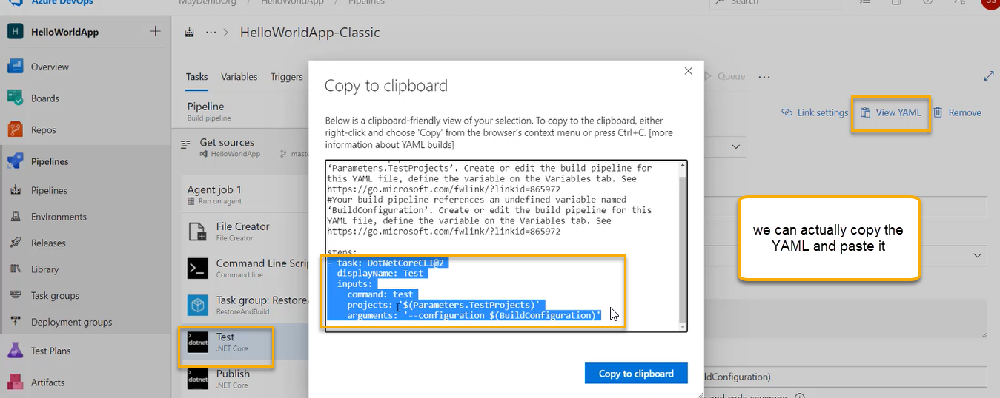 Azure DevOps
MayDemoOrg / HelloWorldApp / Pipelines
Search
H HelloWorldApp +
Overview
Boards
Repos
Pipelines
Pipelines
Environments
Releases
Library
Task groups
Deployment groups
Test Plans
Artifacts
··· > HelloWorldApp-Classic
Tasks Variables Triggers
Queue ···
Pipeline
Build pipeline
Get sources
HelloWorldApp
Agent job 1
Run on agent
File Creator
File Creator
Command Line Scrip
Command line
Task group: RestoreA
RestoreAndBuild
dotnet
Test
.NET Core
dotnet
Publish
.NET Core
Link settings View YAML Remove
Copy to clipboard
Below is a clipboard-friendly view of your selection. To copy to the clipboard, either
right-click and choose 'Copy' from the browser's context menu or press Ctrl+C. [more
information about YAML builds]
‘Parameters.TestProjects’. Create or edit the build pipeline for
this YAML file, define the variable on the Variables tab. See
https://go.microsoft.com/fwlink/?linkid=865972
#Your build pipeline references an undefined variable named
‘BuildConfiguration’. Create or edit the build pipeline for this
YAML file, define the variable on the Variables tab. See
https://go.microsoft.com/fwlink/?linkid=865972
steps:
- task: DotNetCoreCLI@2
displayName: Test
inputs:
command: test
projects: '$(Parameters.TestProjects)'
arguments: '--configuration $(BuildConfiguration)'
Copy to clipboard
we can actually copy the
YAML and paste it
ldConfiguration)
and code coverage